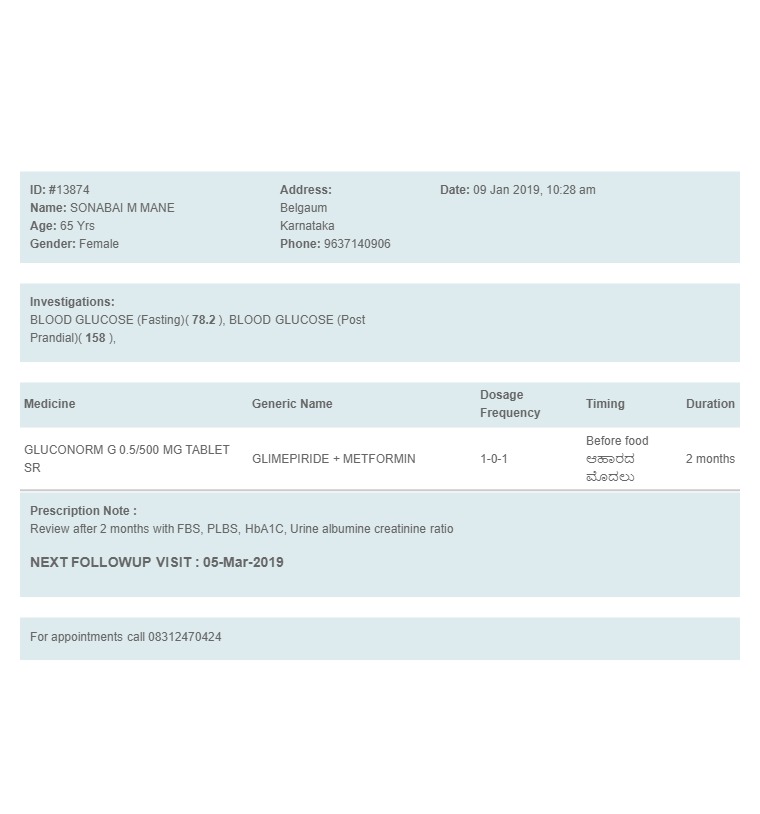 ID: #13874
Name: SONABAI M MANE
Age: 65 Yrs
Gender: Female
Address:
Belgaum
Karnataka
Phone: 9637140906
Date: 09 Jan 2019, 10:28 am
Investigations:
BLOOD GLUCOSE (Fasting)( 78.2 ), BLOOD GLUCOSE (Post
Prandial)( 158 ),
Medicine Generic Name Dosage Frequency Timing Duration
GLUCONORM G 0.5/500 MG TABLET
SR
GLIMEPIRIDE + METFORMIN
1-0-1
Before food
ಆಹಾರದ
ಮೊದಲು
2 months
Prescription Note :
Review after 2 months with FBS, PLBS, HbA1C, Urine albumine creatinine ratio
NEXT FOLLOWUP VISIT : 05-Mar-2019
For appointments call 08312470424